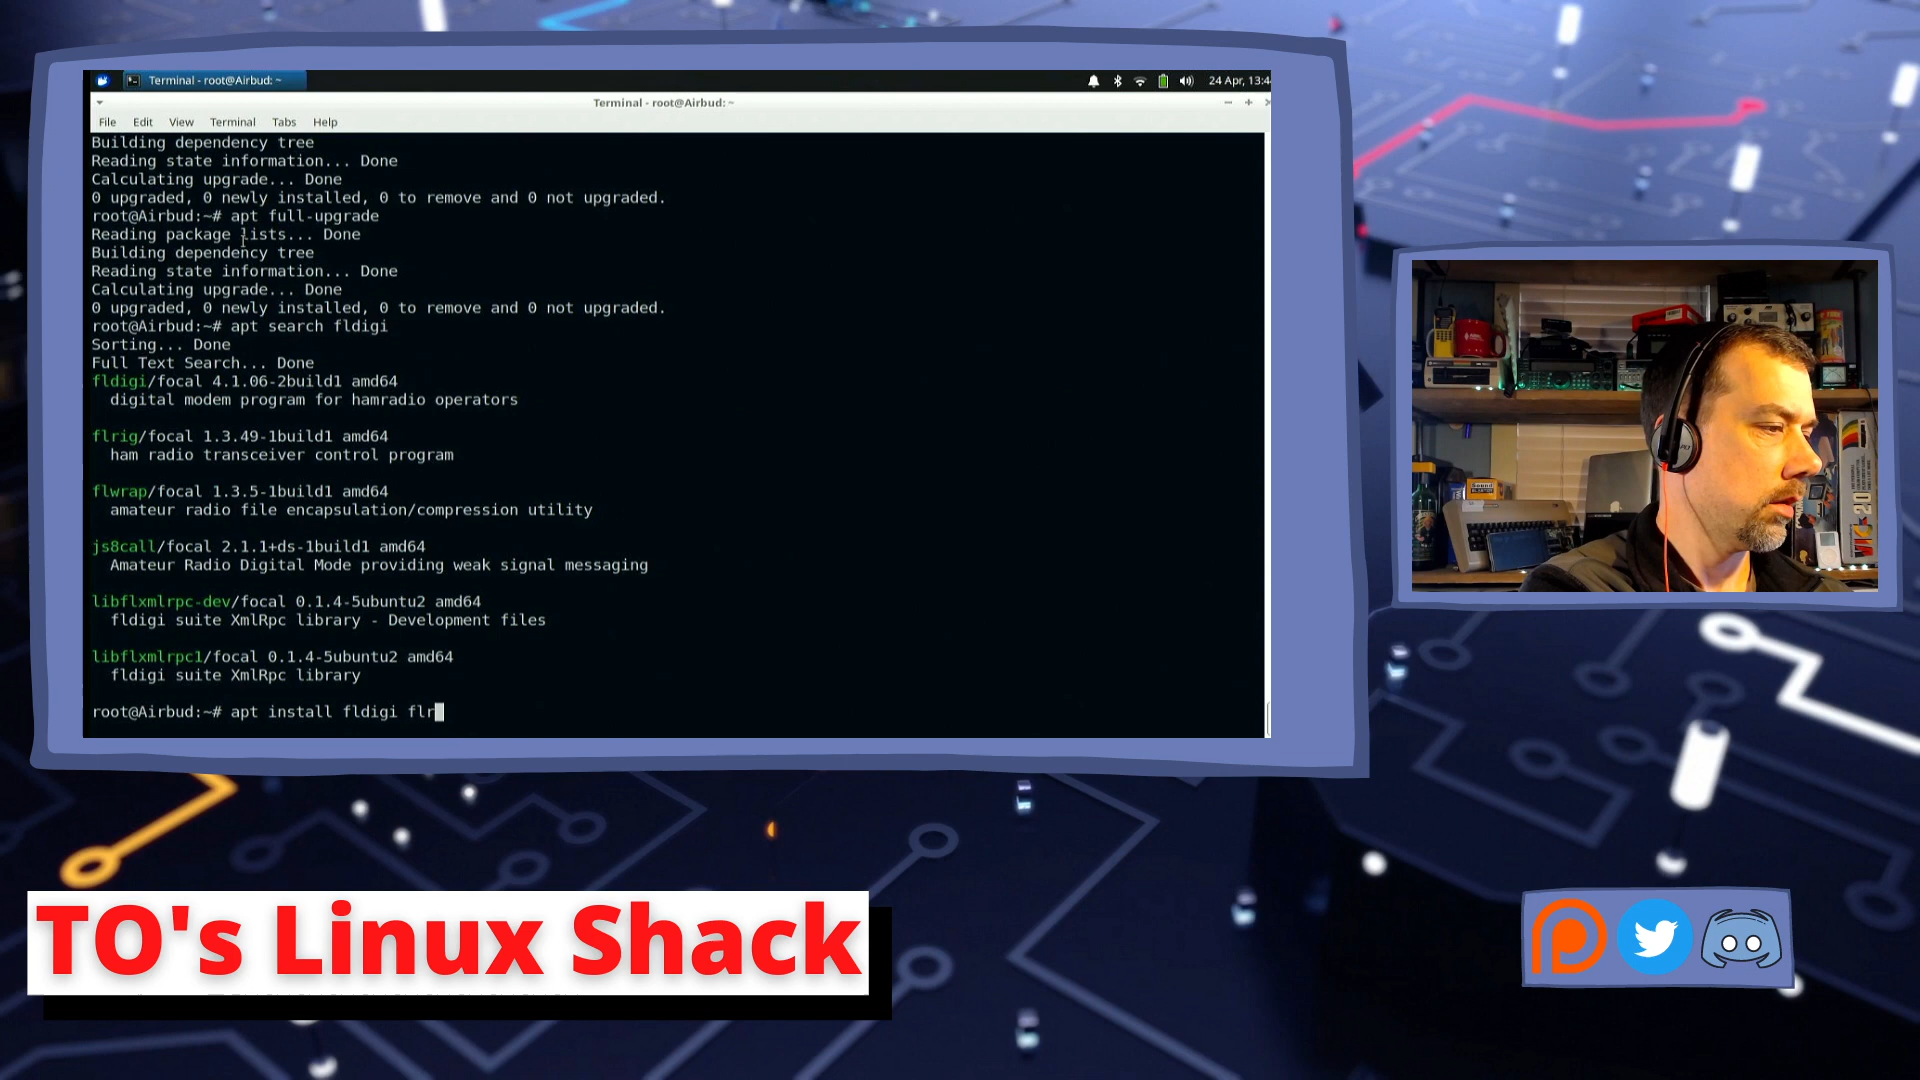 Terminal - root@Airbud: ~
24 Apr, 13:4
Terminal - root@Airbud: ~
File Edit View Terminal Tabs Help
Building dependency tree
Reading state information... Done
Calculating upgrade... Done
0 upgraded, 0 newly installed, 0 to remove and 0 not upgraded.
root@Airbud:~# apt full-upgrade
Reading package lists... Done
Building dependency tree
Reading state information... Done
Calculating upgrade... Done
0 upgraded, 0 newly installed, 0 to remove and 0 not upgraded.
root@Airbud:~# apt search fldigi
Sorting... Done
Full Text Search... Done
fldigi/focal 4.1.06-2build1 amd64
digital modem program for hamradio operators
flrig/focal 1.3.49-1build1 amd64
ham radio transceiver control program
flwrap/focal 1.3.5-1build1 amd64
amateur radio file encapsulation/compression utility
js8call/focal 2.1.1+ds-1build1 amd64
Amateur Radio Digital Mode providing weak signal messaging
libflxmlrpc-dev/focal 0.1.4-5ubuntu2 amd64
fldigi suite XmlRpc library - Development files
libflxmlrpc1/focal 0.1.4-5ubuntu2 amd64
fldigi suite XmlRpc library
root@Airbud:~# apt install fldigi flr
TO's Linux Shack